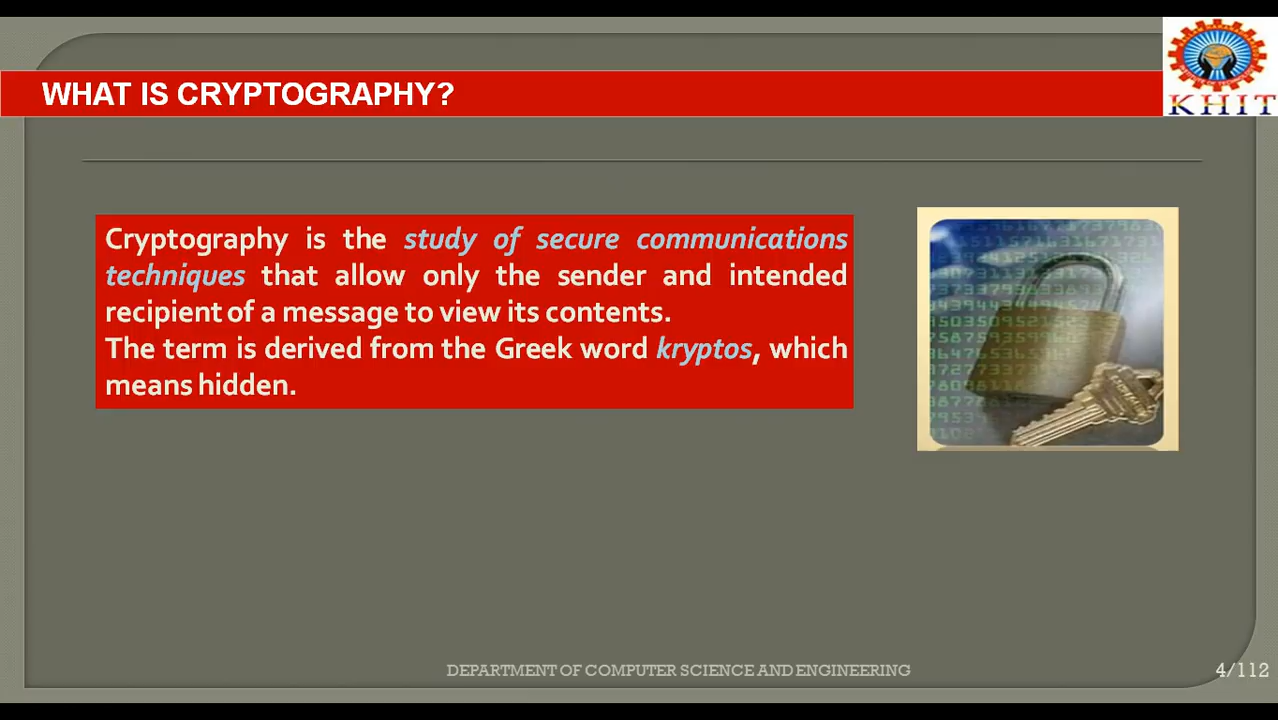 WHAT IS CRYPTOGRAPHY?
KHIT
Cryptography is the study of secure communications
techniques that allow only the sender and intended
recipient of a message to view its contents.
The term is derived from the Greek word kryptos, which
means hidden.
DEPARTMENT OF COMPUTER SCIENCE AND ENGINEERING
4/112